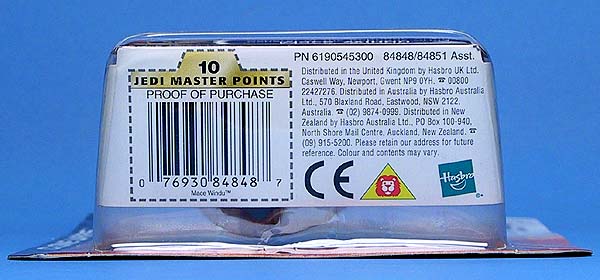 10
JEDI MASTER POINTS
PROOF OF PURCHASE
0 76930 84848 7
Mace Windu™
PN 6190545300 84848/84851 Asst.
Distributed in the United Kingdom by Hasbro UK Ltd.
Caswell Way, Newport, Gwent NP9 0YH. ☎ 00800
22427276. Distributed in Australia by Hasbro Australia
Ltd., 570 Blaxland Road, Eastwood, NSW 2122,
Australia. ☎ (02) 9874-0999. Distributed in New
Zealand by Hasbro Australia Ltd., PO Box 100-940,
North Shore Mail Centre, Auckland, New Zealand. ☎
(09) 915-5200. Please retain our address for future
reference. Colour and contents may vary.
CE
Hasbro